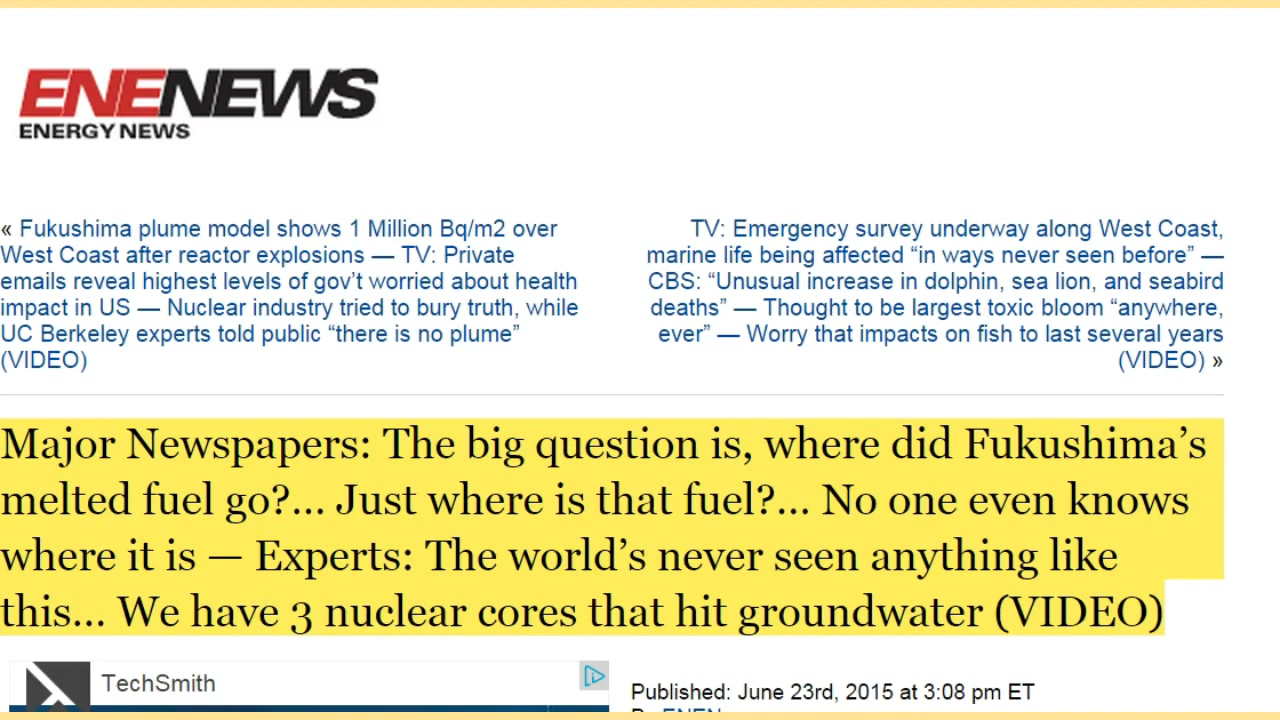 ENENEWS
ENERGY NEWS
« Fukushima plume model shows 1 Million Bq/m2 over
West Coast after reactor explosions — TV: Private
emails reveal highest levels of gov’t worried about health
impact in US — Nuclear industry tried to bury truth, while
UC Berkeley experts told public “there is no plume”
(VIDEO)
TV: Emergency survey underway along West Coast,
marine life being affected “in ways never seen before” —
CBS: “Unusual increase in dolphin, sea lion, and seabird
deaths” — Thought to be largest toxic bloom “anywhere,
ever” — Worry that impacts on fish to last several years
(VIDEO) »
Major Newspapers: The big question is, where did Fukushima’s
melted fuel go?... Just where is that fuel?... No one even knows
where it is — Experts: The world’s never seen anything like
this... We have 3 nuclear cores that hit groundwater (VIDEO)
TechSmith
Published: June 23rd, 2015 at 3:08 pm ET